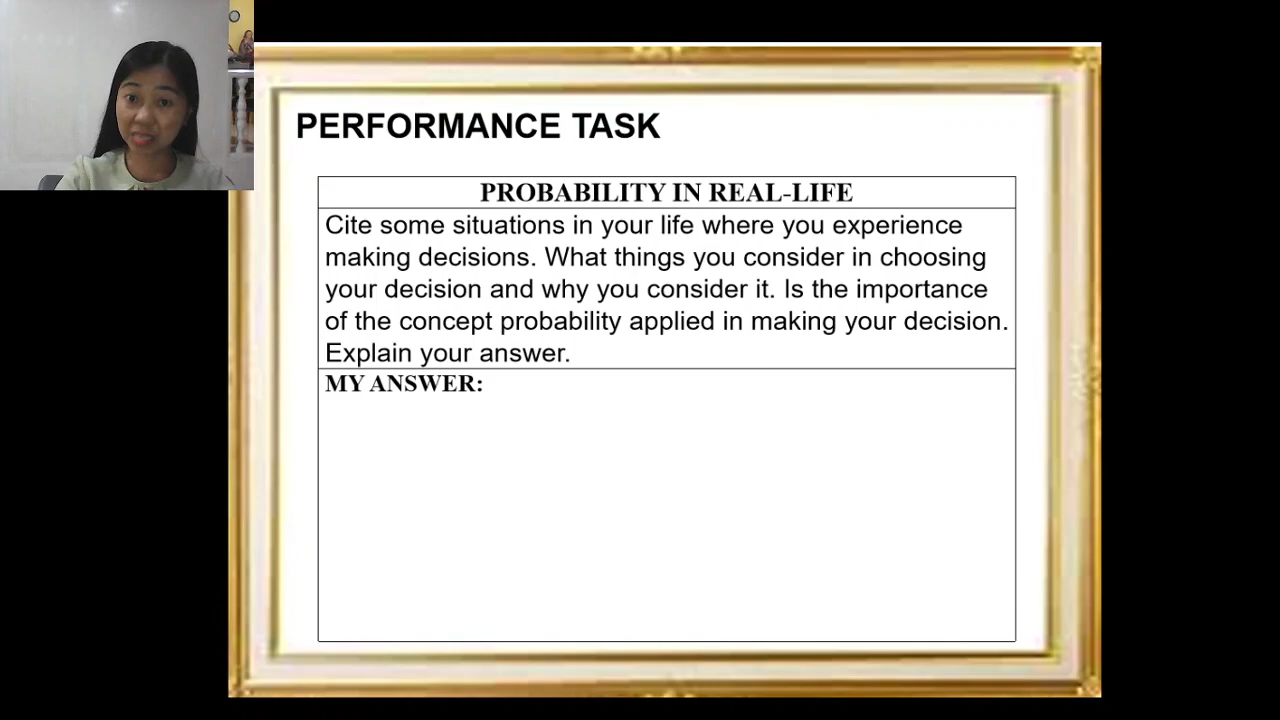 PERFORMANCE TASK
PROBABILITY IN REAL-LIFE
Cite some situations in your life where you experience
making decisions. What things you consider in choosing
your decision and why you consider it. Is the importance
of the concept probability applied in making your decision.
Explain your answer.
MY ANSWER: